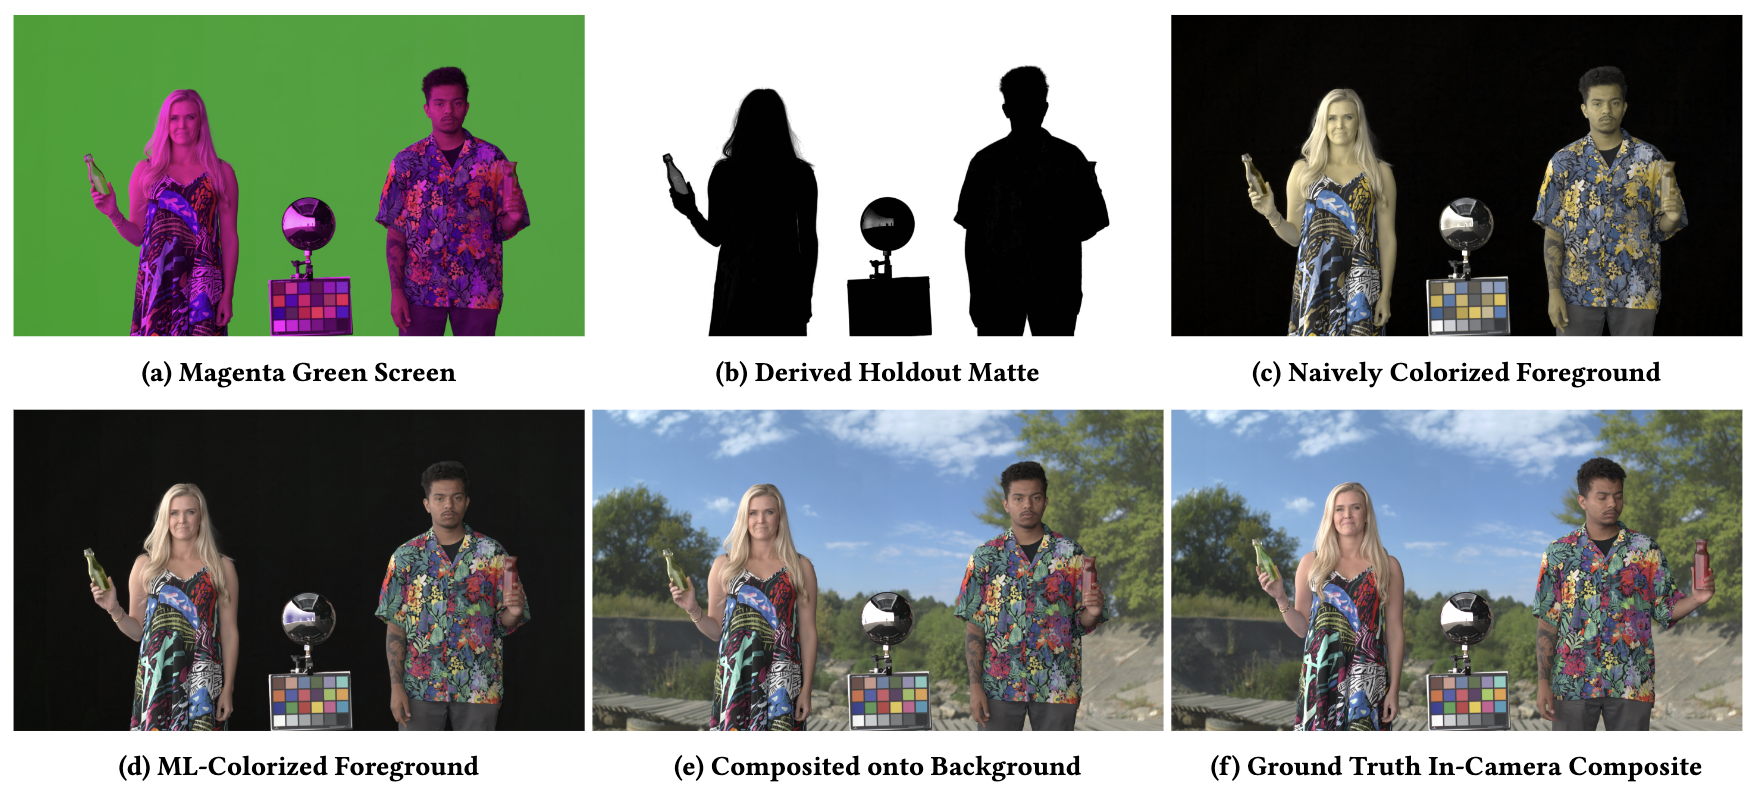 (a) Magenta Green Screen
(b) Derived Holdout Matte
(c) Naively Colorized Foreground
(d) ML-Colorized Foreground
(e) Composited onto Background
(f) Ground Truth In-Camera Composite